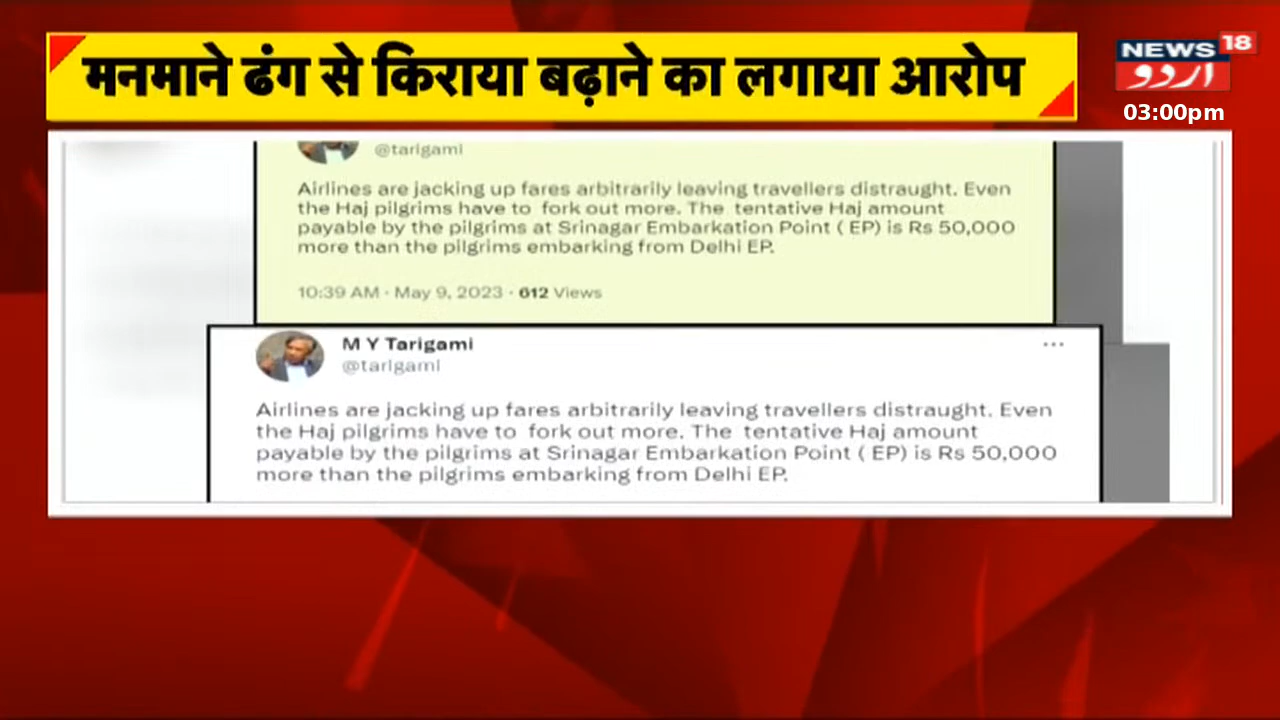 मनमाने ढंग से किराया बढ़ाने का लगाया आरोप
NEWS 18
اردو
03:00pm
@tarigami
Airlines are jacking up fares arbitrarily leaving travellers distraught. Even
the Haj pilgrims have to fork out more. The tentative Haj amount
payable by the pilgrims at Srinagar Embarkation Point ( EP) is Rs 50,000
more than the pilgrims embarking from Delhi EP.
10:39 AM · May 9, 2023 · 612 Views
M Y Tarigami
@tarigami
Airlines are jacking up fares arbitrarily leaving travellers distraught. Even
the Haj pilgrims have to fork out more. The tentative Haj amount
payable by the pilgrims at Srinagar Embarkation Point ( EP) is Rs 50,000
more than the pilgrims embarking from Delhi EP.